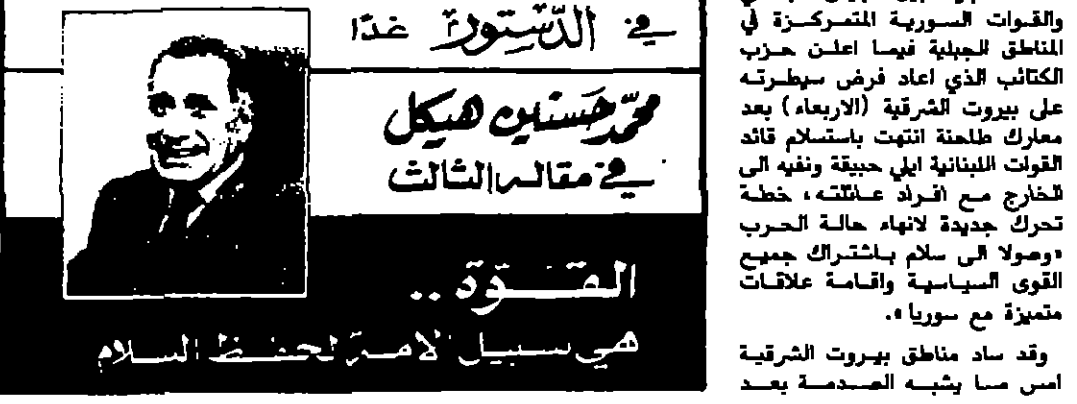 في الدستور غدًا
محمد حسنين هيكل
في مقاله الثالث
القوة ..
هي سبيل الامة لحفظ السلام
والقوات السورية المتمركزة في
المناطق الجبلية فيما اعلن حزب
الكتائب الذي اعاد فرض سيطرته
على بيروت الشرقية (الاربعاء) بعد
معارك طاحنة انتهت باستسلام قائد
القوات اللبنانية ايلي حبيقة ونفيه الى
الخارج مع افراد عائلته، خطة
تحرك جديدة لانهاء حالة الحرب
«وصولا الى سلام باشتراك جميع
القوى السياسية واقامة علاقات
متميزة مع سوريا».
وقد ساد مناطق بيروت الشرقية
امس ما يشبه الصدمة بعد